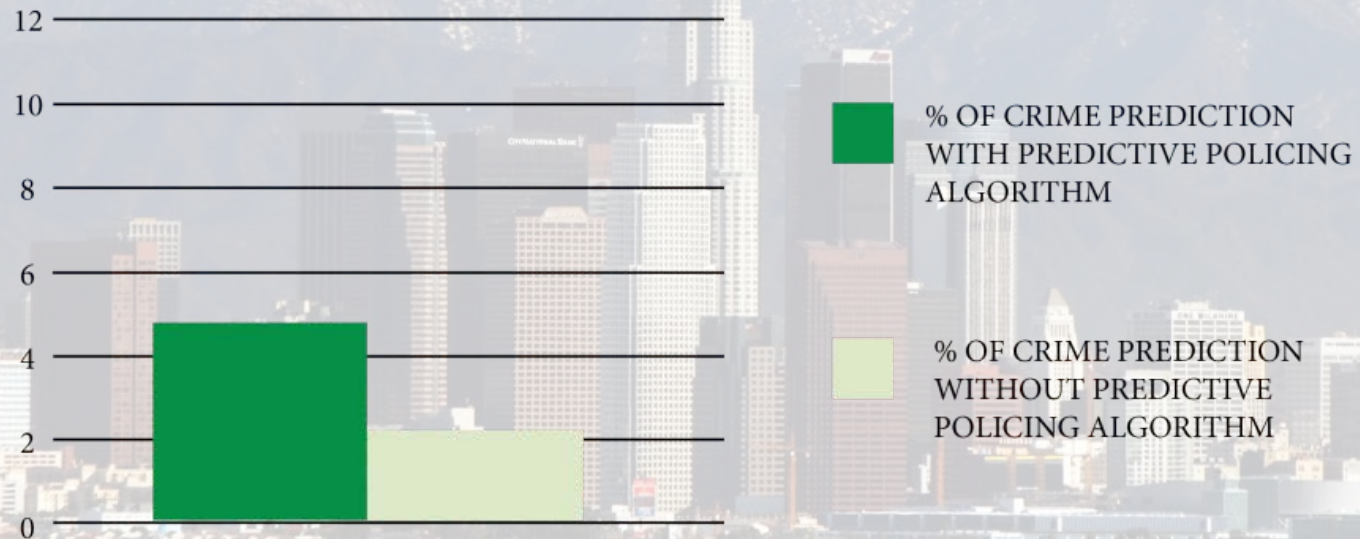 12
10
8
6
4
2
0
% OF CRIME PREDICTION
WITH PREDICTIVE POLICING
ALGORITHM
% OF CRIME PREDICTION
WITHOUT PREDICTIVE
POLICING ALGORITHM